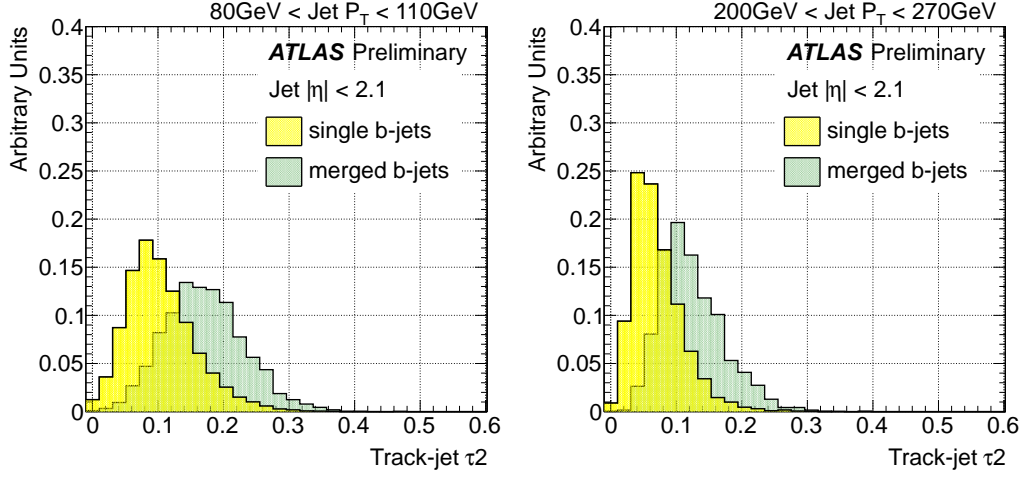 80GeV < Jet P_T < 110GeV
Arbitrary Units
0.4
0.35
0.3
0.25
0.2
0.15
0.1
0.05
0
ATLAS Preliminary
Jet |η| < 2.1
single b-jets
merged b-jets
0 0.1 0.2 0.3 0.4 0.5 0.6
Track-jet τ2
200GeV < Jet P_T < 270GeV
Arbitrary Units
0.4
0.35
0.3
0.25
0.2
0.15
0.1
0.05
0
ATLAS Preliminary
Jet |η| < 2.1
single b-jets
merged b-jets
0 0.1 0.2 0.3 0.4 0.5 0.6
Track-jet τ2